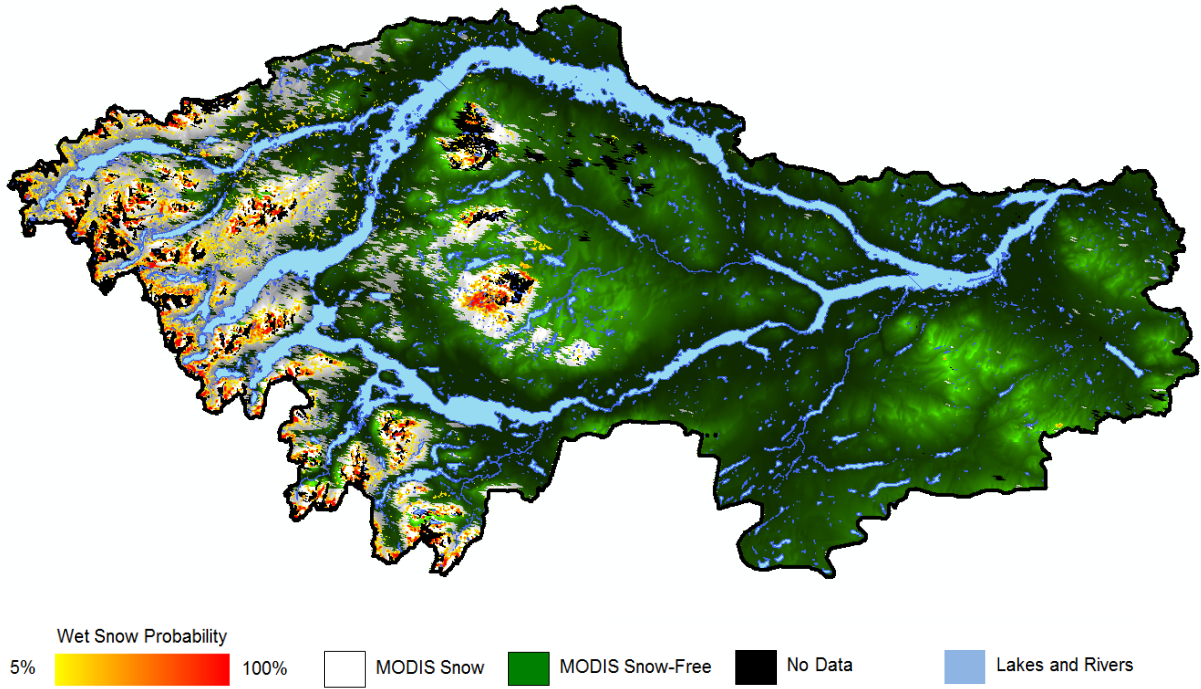 Wet Snow Probability
5%
100%
MODIS Snow
MODIS Snow-Free
No Data
Lakes and Rivers